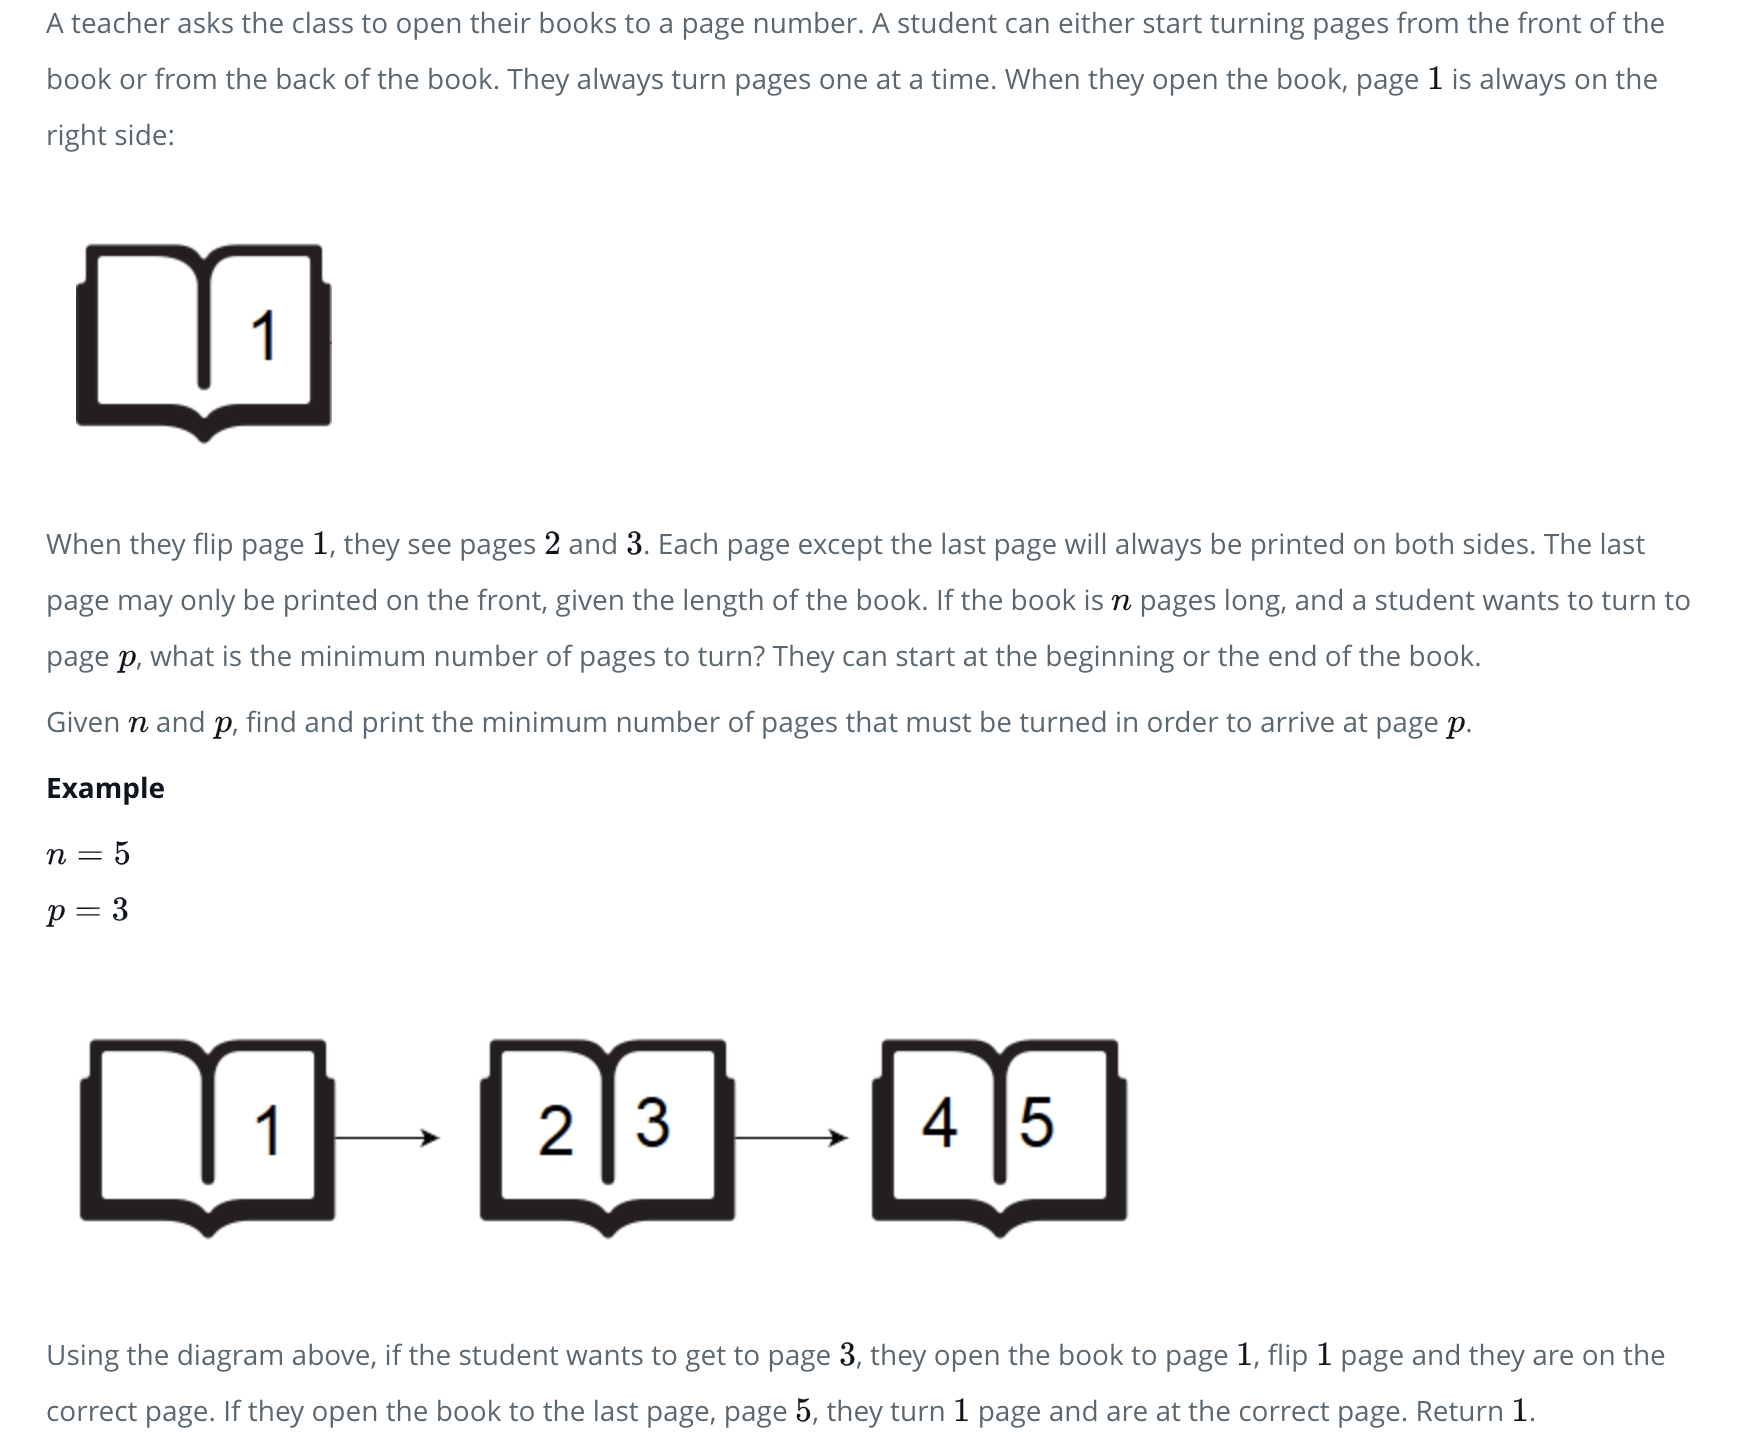 A teacher asks the class to open their books to a page number. A student can either start turning pages from the front of the
book or from the back of the book. They always turn pages one at a time. When they open the book, page 1 is always on the
right side:
1
When they flip page 1, they see pages 2 and 3. Each page except the last page will always be printed on both sides. The last
page may only be printed on the front, given the length of the book. If the book is n pages long, and a student wants to turn to
page p, what is the minimum number of pages to turn? They can start at the beginning or the end of the book.
Given n and p, find and print the minimum number of pages that must be turned in order to arrive at page p.
Example
n = 5
p = 3
1 2 3 4 5
Using the diagram above, if the student wants to get to page 3, they open the book to page 1, flip 1 page and they are on the
correct page. If they open the book to the last page, page 5, they turn 1 page and are at the correct page. Return 1.